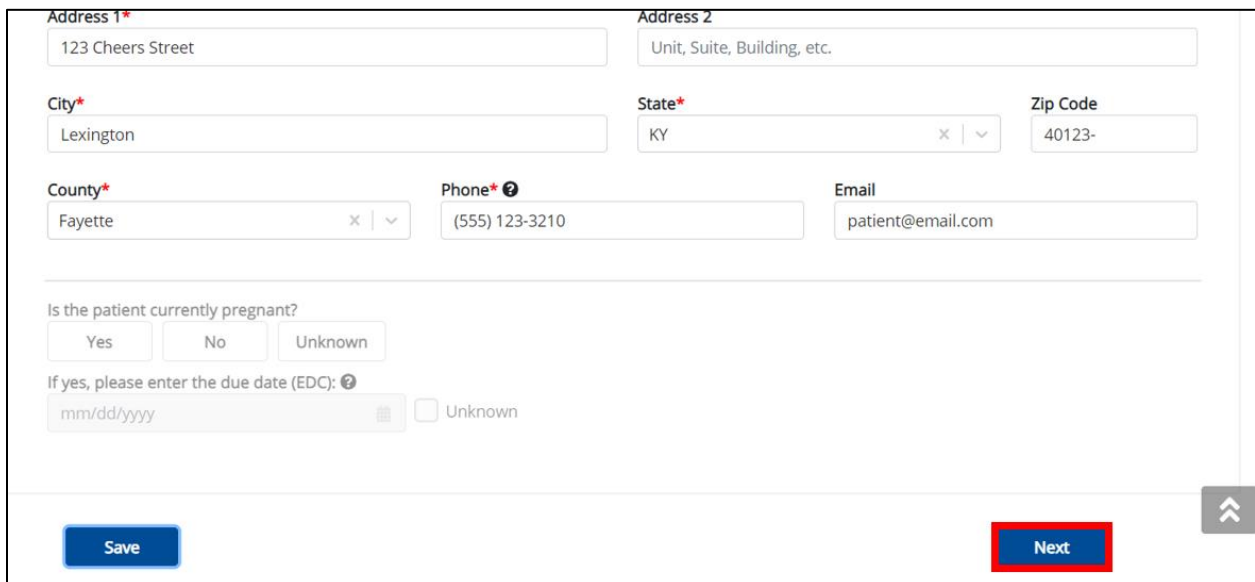 Address 1* Address 2
123 Cheers Street Unit, Suite, Building, etc.
City* State* Zip Code
Lexington KY 40123-
County* Phone* Email
Fayette (555) 123-3210 patient@email.com
Is the patient currently pregnant?
Yes No Unknown
If yes, please enter the due date (EDC):
mm/dd/yyyy Unknown
Save Next